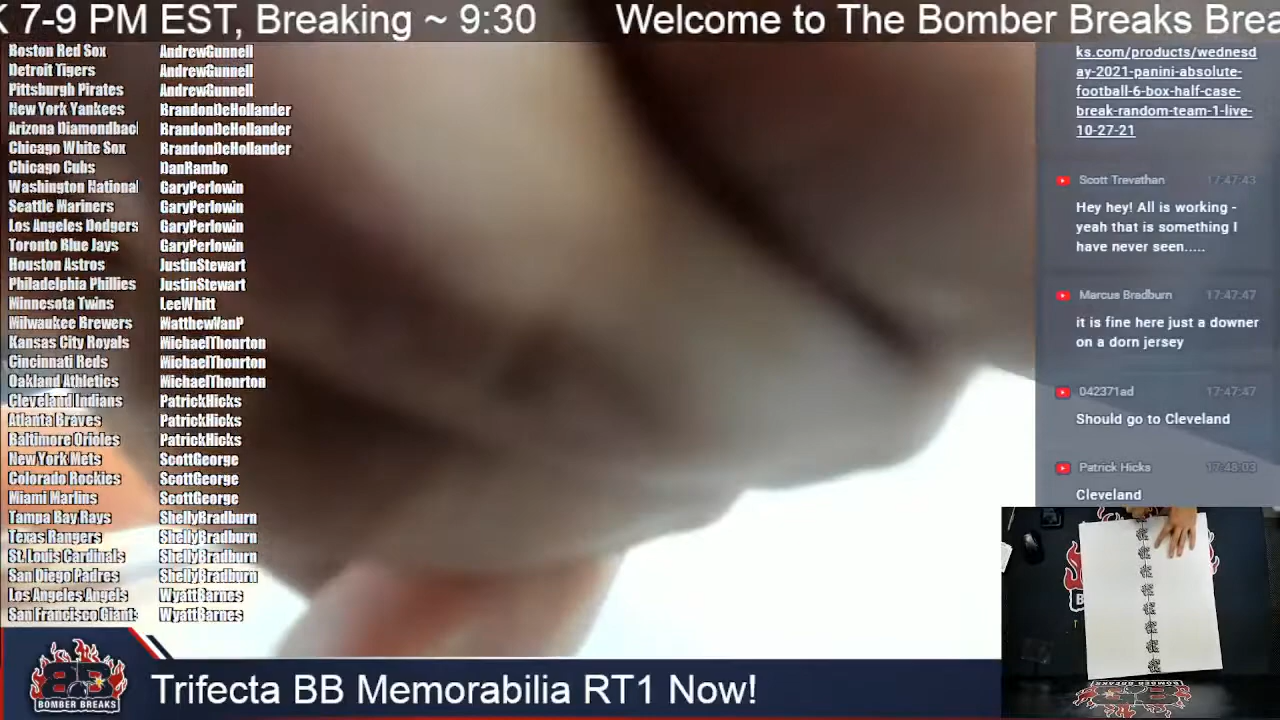 K 7-9 PM EST, Breaking ~ 9:30 Welcome to The Bomber Breaks Brea
Boston Red Sox AndrewGunnell
Detroit Tigers AndrewGunnell
Pittsburgh Pirates AndrewGunnell
New York Yankees BrandonDeHollander
Arizona Diamondbac BrandonDeHollander
Chicago White Sox BrandonDeHollander
Chicago Cubs DanRambo
Washington National GaryPerlowin
Seattle Mariners GaryPerlowin
Los Angeles Dodgers GaryPerlowin
Toronto Blue Jays GaryPerlowin
Houston Astros JustinStewart
Philadelphia Phillies JustinStewart
Minnesota Twins LeeWhitt
Milwaukee Brewers MatthewVanP
Kansas City Royals MichaelThonrton
Cincinnati Reds MichaelThonrton
Oakland Athletics MichaelThonrton
Cleveland Indians PatrickHicks
Atlanta Braves PatrickHicks
Baltimore Orioles PatrickHicks
New York Mets ScottGeorge
Colorado Rockies ScottGeorge
Miami Marlins ScottGeorge
Tampa Bay Rays ShellyBradburn
Texas Rangers ShellyBradburn
St. Louis Cardinals ShellyBradburn
San Diego Padres ShellyBradburn
Los Angeles Angels WyattBarnes
San Francisco Giants WyattBarnes
ks.com/products/wednesd
ay-2021-panini-absolute-
football-6-box-half-case-
break-random-team-1-live-
10-27-21
Scott Trevathan 17:47:43
Hey hey! All is working -
yeah that is something I
have never seen.....
Marcus Bradburn 17:47:47
it is fine here just a downer
on a dorn jersey
042371ad 17:47:47
Should go to Cleveland
Patrick Hicks 17:48:03
Cleveland
BB
BOMBER BREAKS
Trifecta BB Memorabilia RT1 Now!
BOMBER BREAKS